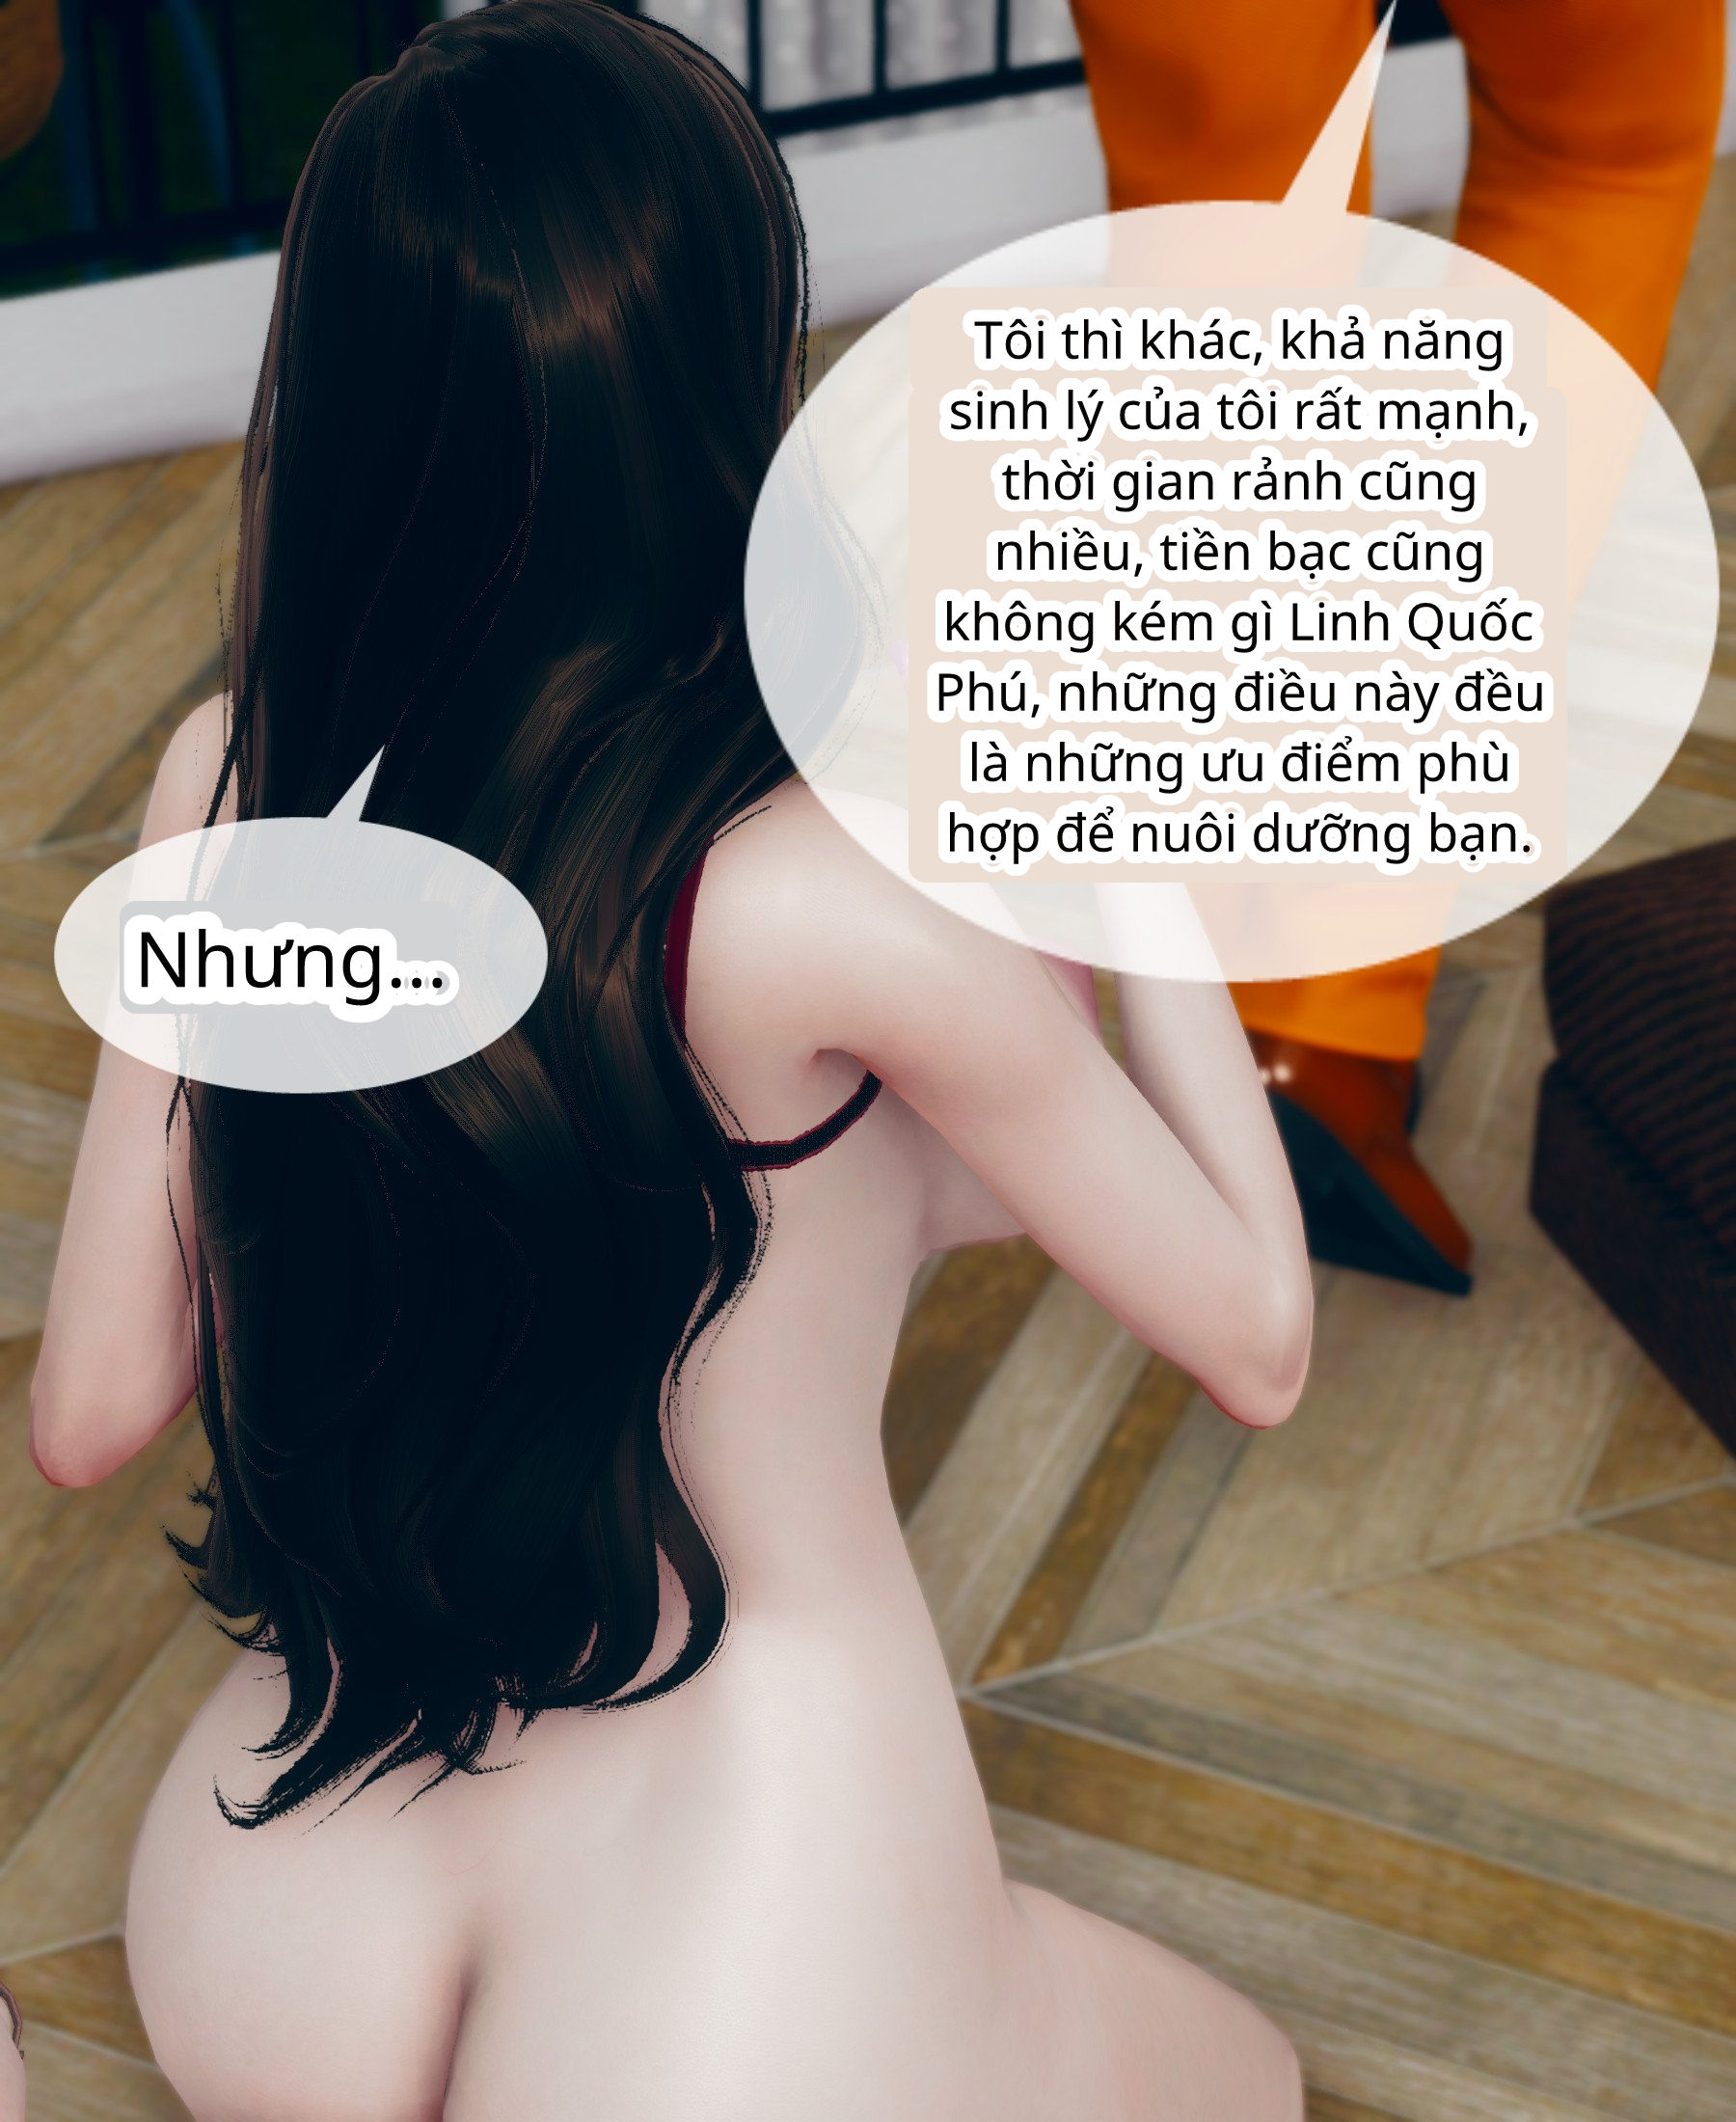 Tôi thì khác, khả năng
sinh lý của tôi rất mạnh,
thời gian rảnh cũng
nhiều, tiền bạc cũng
không kém gì Linh Quốc
Phú, những điều này đều
là những ưu điểm phù
hợp để nuôi dưỡng bạn.
Nhưng...